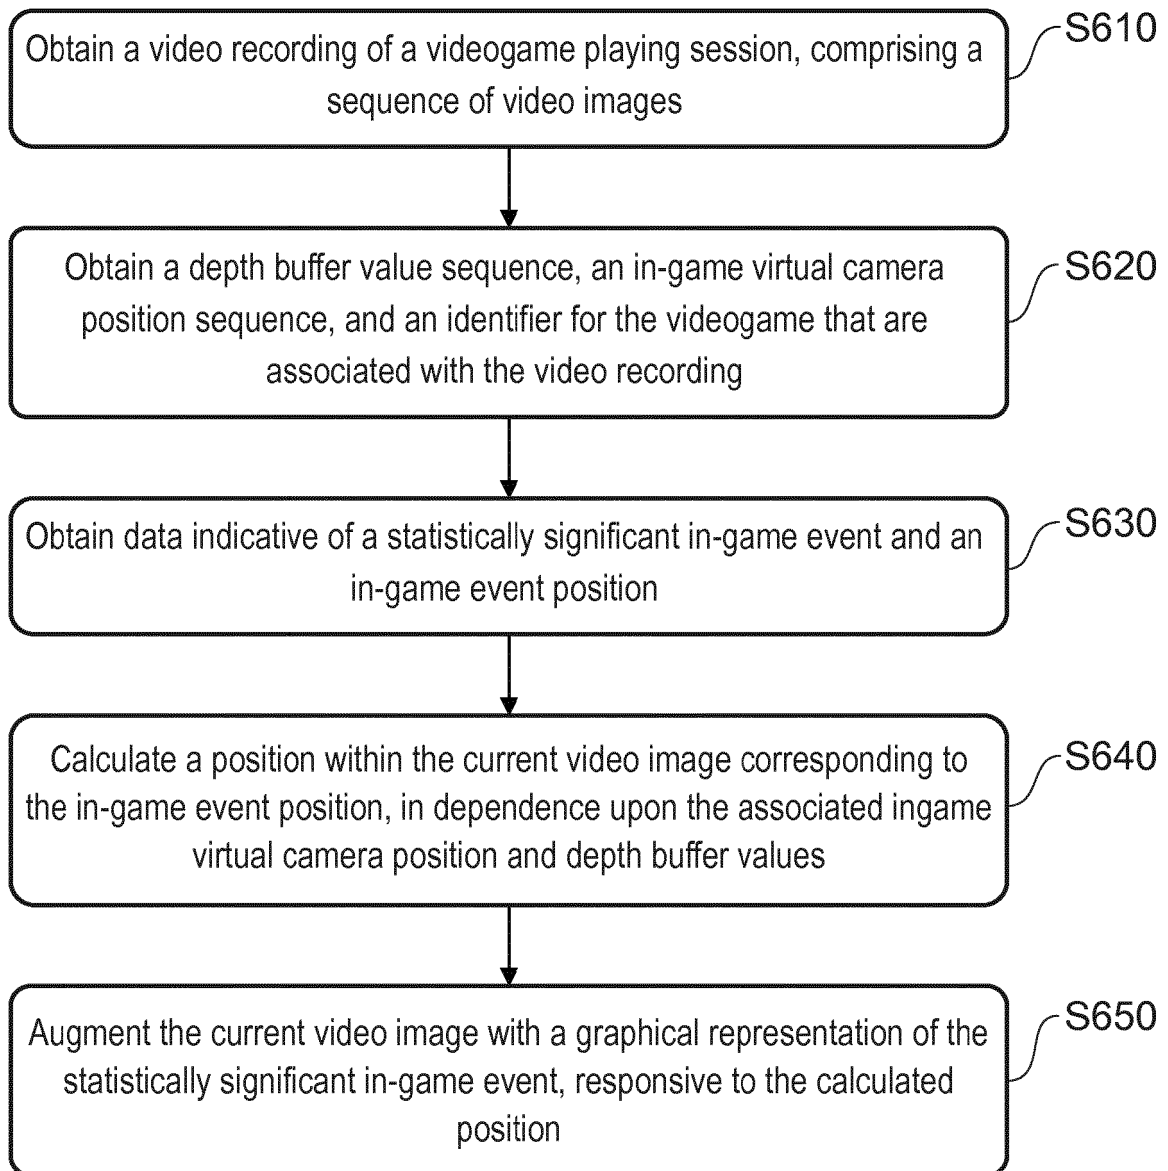 Obtain a video recording of a videogame playing session, comprising a
sequence of video images
S610
Obtain a depth buffer value sequence, an in-game virtual camera
position sequence, and an identifier for the videogame that are
associated with the video recording
S620
Obtain data indicative of a statistically significant in-game event and an
in-game event position
S630
Calculate a position within the current video image corresponding to
the in-game event position, in dependence upon the associated ingame
virtual camera position and depth buffer values
S640
Augment the current video image with a graphical representation of the
statistically significant in-game event, responsive to the calculated
position
S650